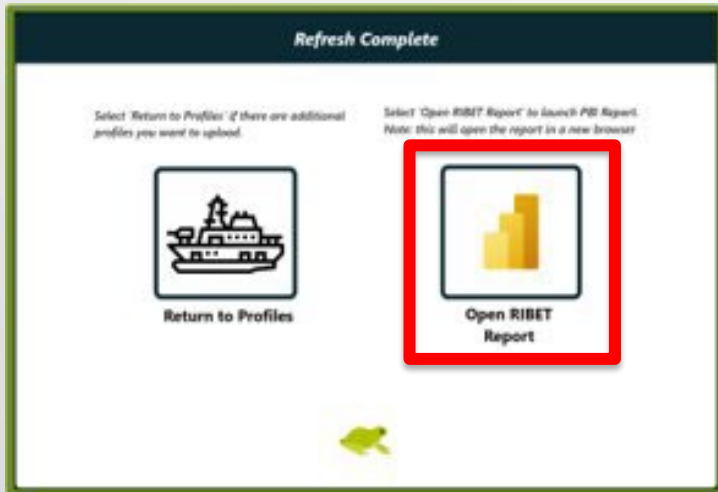 Refresh Complete
Select 'Return to Profiles' if there are additional
profiles you want to upload.
Select 'Open RIBET Report' to launch PBI Report.
Note: this will open the report in a new browser
Return to Profiles
Open RIBET
Report